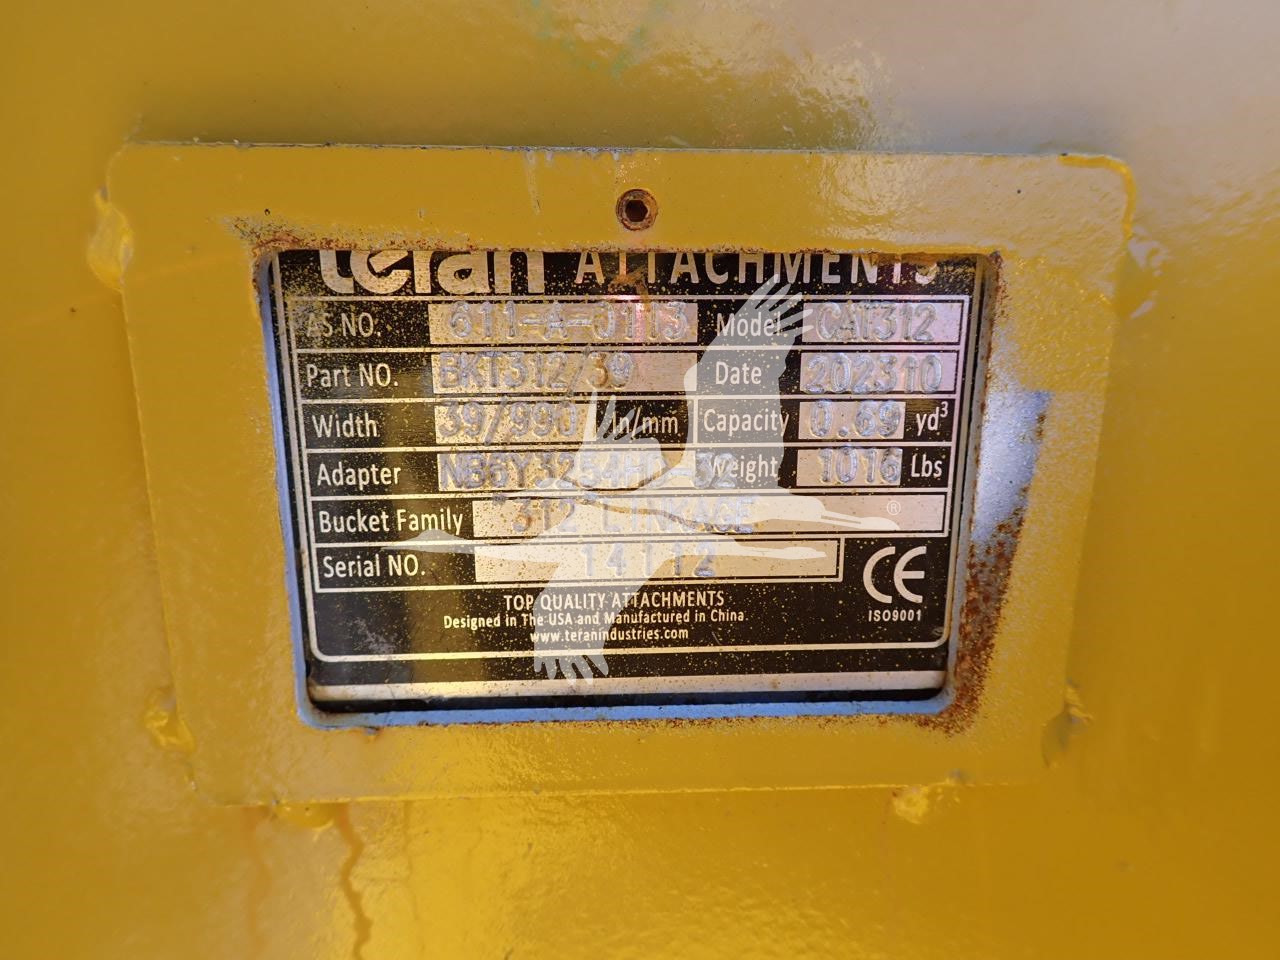 teran ATTACHMENTS
AS NO. 611-4-0113 Model. CAT312
Part NO. BKT312/39 Date 202310
Width 39/990 In/mm Capacity 0.69 yd³
Adapter 32 Weight 1016 Lbs
Bucket Family 312 LINKAGE ®
Serial NO. 14112 CE
ISO9001
TOP QUALITY ATTACHMENTS
Designed in The USA and Manufactured in China
www.teranindustries.com